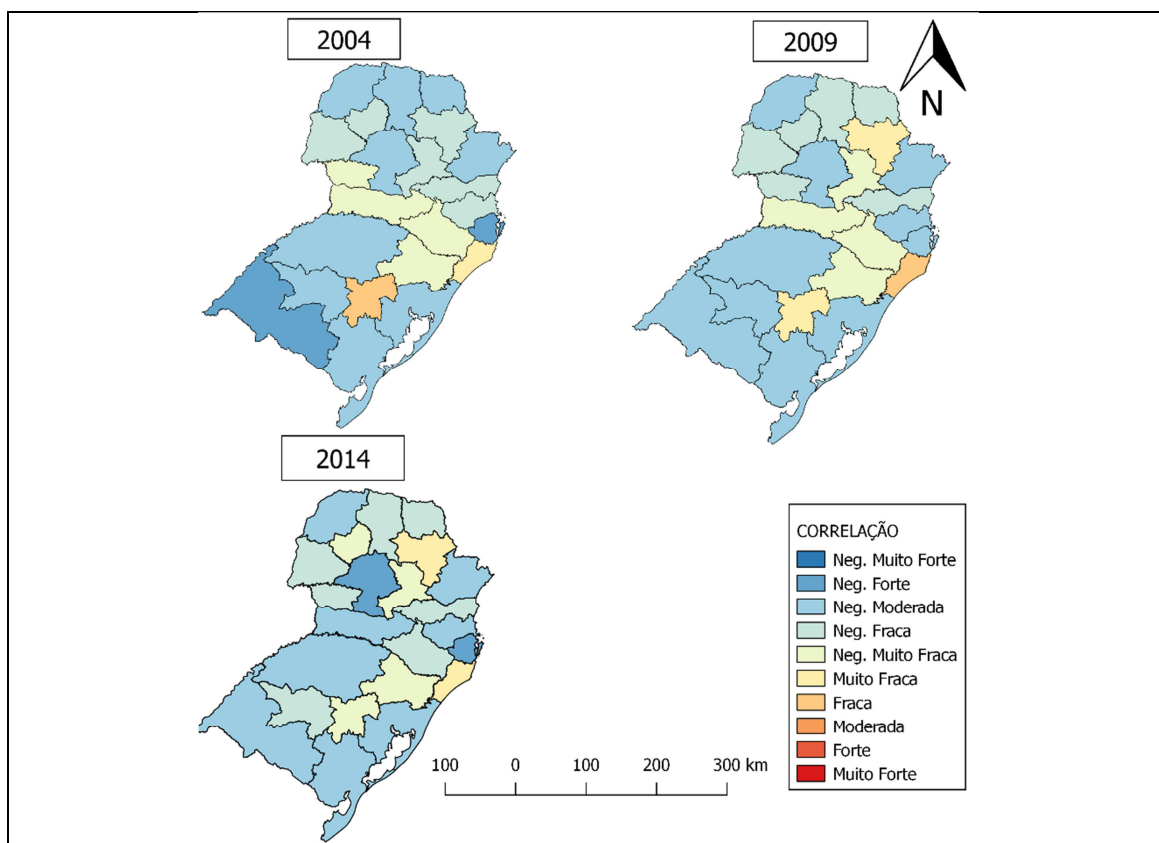 2004
2009
N
2014
CORRELAÇÃO
Neg. Muito Forte
Neg. Forte
Neg. Moderada
Neg. Fraca
Neg. Muito Fraca
Muito Fraca
Fraca
Moderada
Forte
Muito Forte
100 0 100 200 300 km